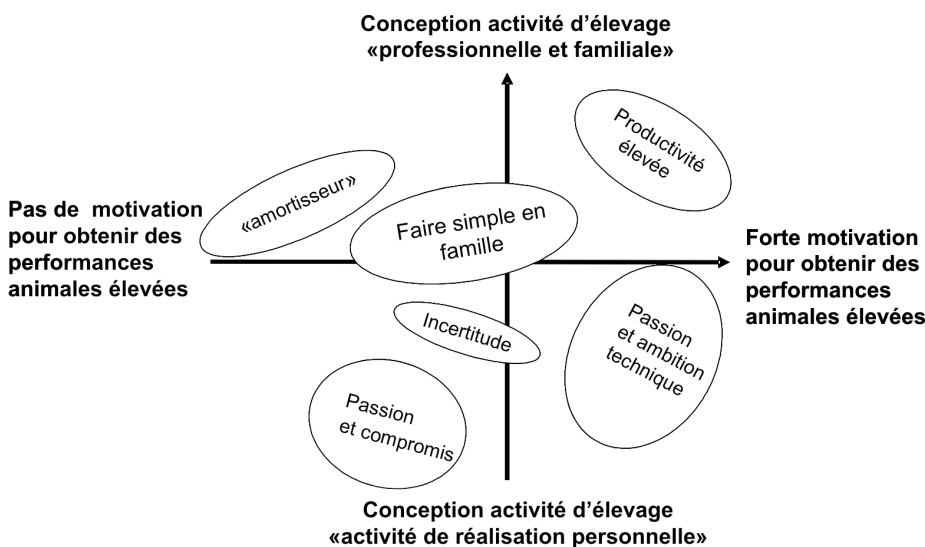 Conception activité d'élevage
«professionnelle et familiale»
Productivité
élevée
«amortisseur»
Pas de motivation
pour obtenir des
performances
animales élevées
Faire simple en
famille
Forte motivation
pour obtenir des
performances
animales élevées
Incertitude
Passion
et ambition
technique
Passion
et compromis
Conception activité d'élevage
«activité de réalisation personnelle»